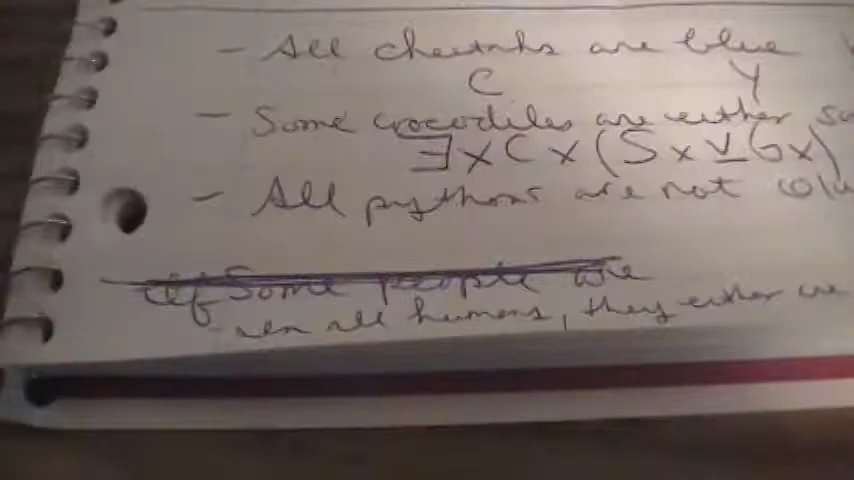 - All cheetahs are blue
C Y
- Some crocodiles are either
∃x Cx (Sx ⊻ Gx)
- All pythons are not
If Some people are
all humans, they either are